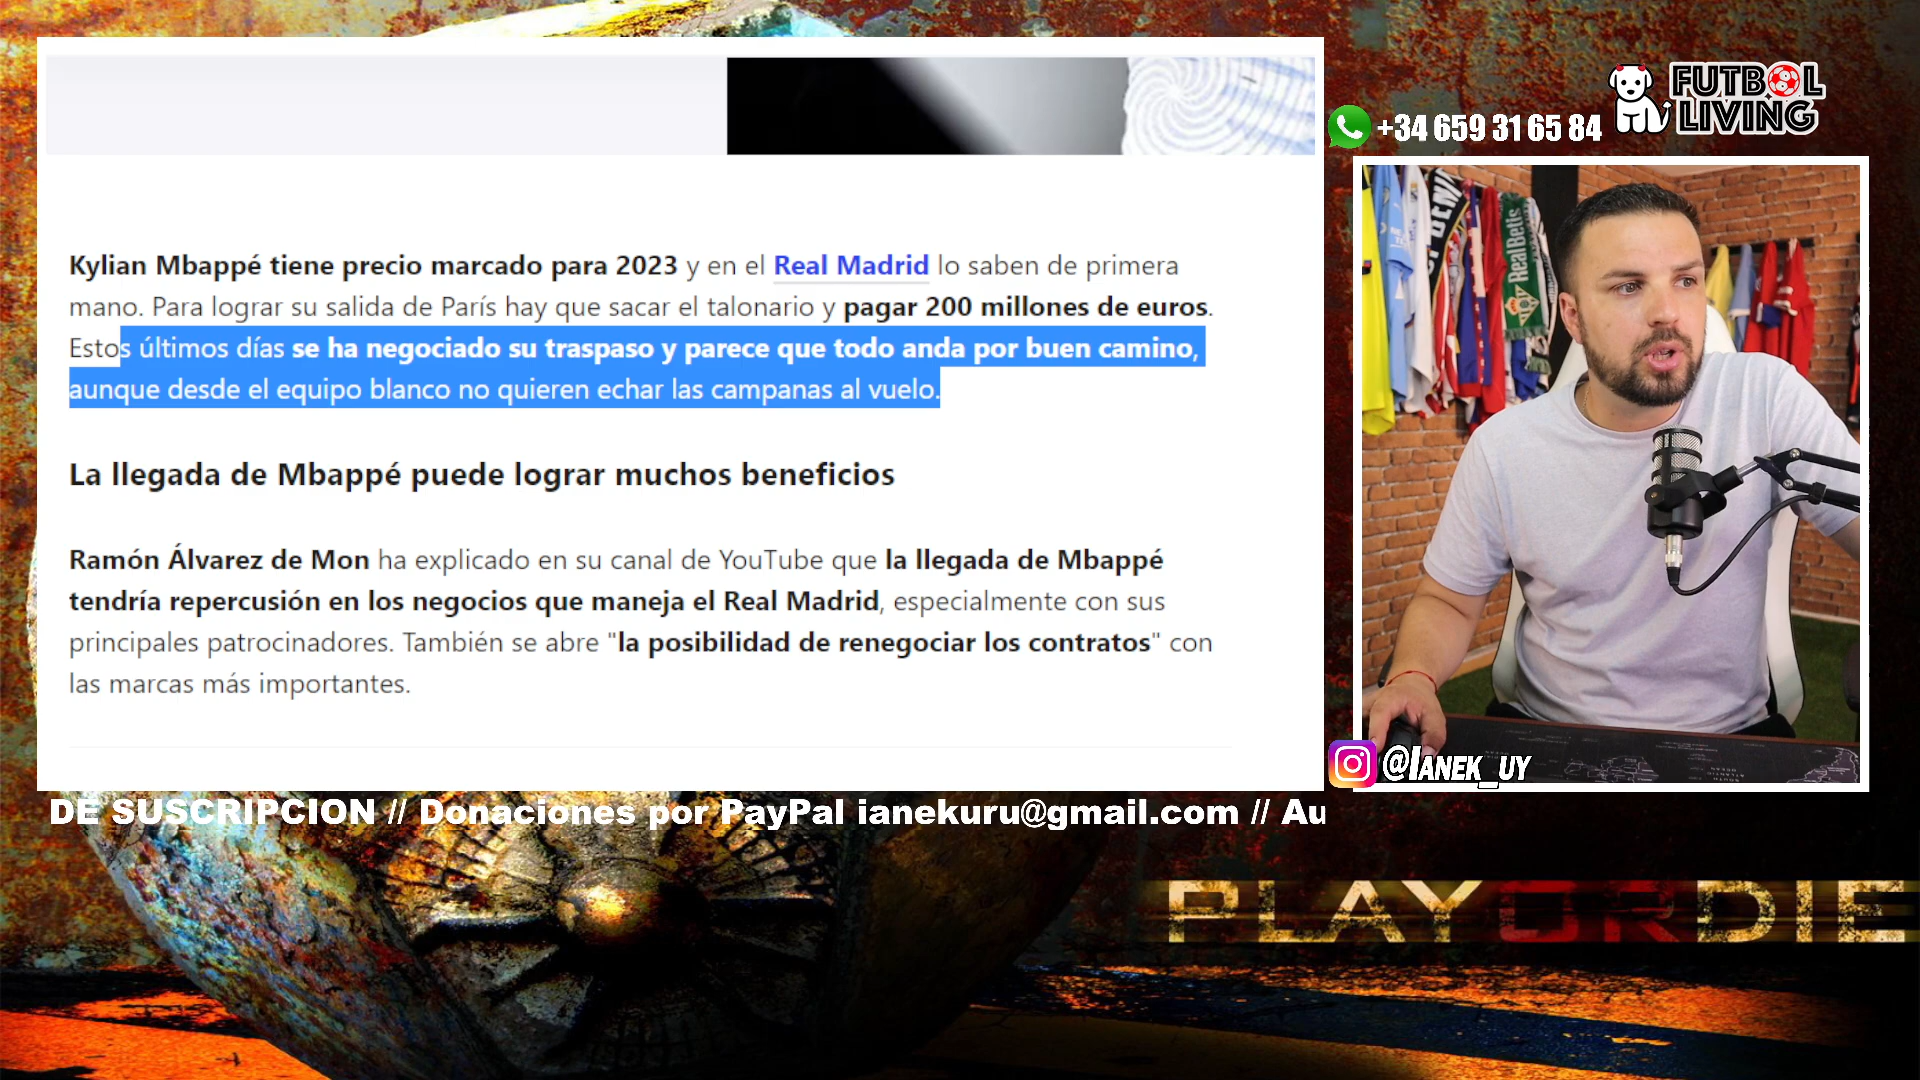 Kylian Mbappé tiene precio marcado para 2023 y en el Real Madrid lo saben de primera
mano. Para lograr su salida de París hay que sacar el talonario y pagar 200 millones de euros.
Estos últimos días se ha negociado su traspaso y parece que todo anda por buen camino,
aunque desde el equipo blanco no quieren echar las campanas al vuelo.
La llegada de Mbappé puede lograr muchos beneficios
Ramón Álvarez de Mon ha explicado en su canal de YouTube que la llegada de Mbappé
tendría repercusión en los negocios que maneja el Real Madrid, especialmente con sus
principales patrocinadores. También se abre "la posibilidad de renegociar los contratos" con
las marcas más importantes.
+34 659 31 65 84
FUTBOL
LIVING
RealBetis
@IANEK_UY
DE SUSCRIPCION // Donaciones por PayPal ianekuru@gmail.com // Au
PLAY OR DIE